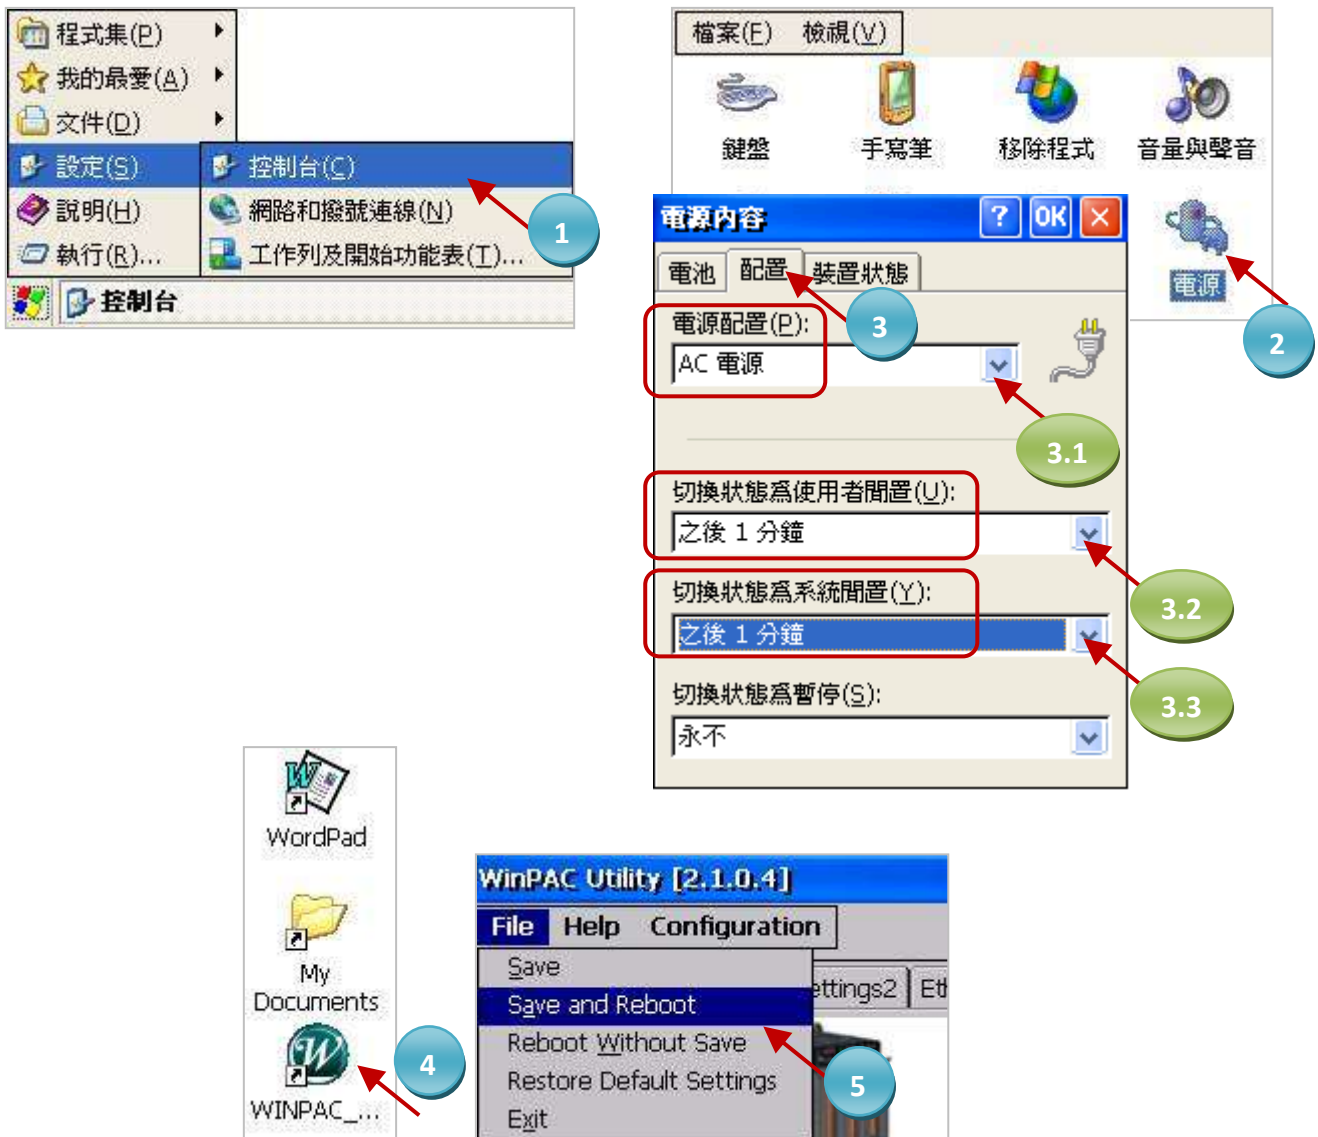 程式集(P)
我的最愛(A)
文件(D)
設定(S)
說明(H)
執行(R)...
控制台(C)
網路和撥號連線(N)
工作列及開始功能表(T)...
控制台
1
檔案(F) 檢視(V)
鍵盤 手寫筆 移除程式 音量與聲音
電源
2
電源內容 ? OK ×
電池 配置 裝置狀態
3
電源配置(P):
AC 電源
3.1
切換狀態為使用者閒置(U):
之後 1 分鐘
3.2
切換狀態為系統閒置(Y):
之後 1 分鐘
3.3
切換狀態為暫停(S):
永不
WordPad
My
Documents
WINPAC_...
4
WinPAC Utility [2.1.0.4]
File Help Configuration
Save
Save and Reboot
Reboot Without Save
Restore Default Settings
Exit
ettings2 Et
5